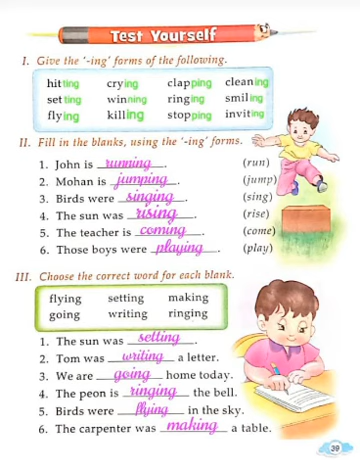 Test Yourself
I. Give the '-ing' forms of the following.
hitting crying clapping cleaning
setting winning ringing smiling
flying killing stopping inviting
II. Fill in the blanks, using the '-ing' forms.
1. John is running. (run)
2. Mohan is jumping. (jump)
3. Birds were singing. (sing)
4. The sun was rising. (rise)
5. The teacher is coming. (come)
6. Those boys were playing. (play)
III. Choose the correct word for each blank.
flying setting making
going writing ringing
1. The sun was setting.
2. Tom was writing a letter.
3. We are going home today.
4. The peon is ringing the bell.
5. Birds were flying in the sky.
6. The carpenter was making a table.
39